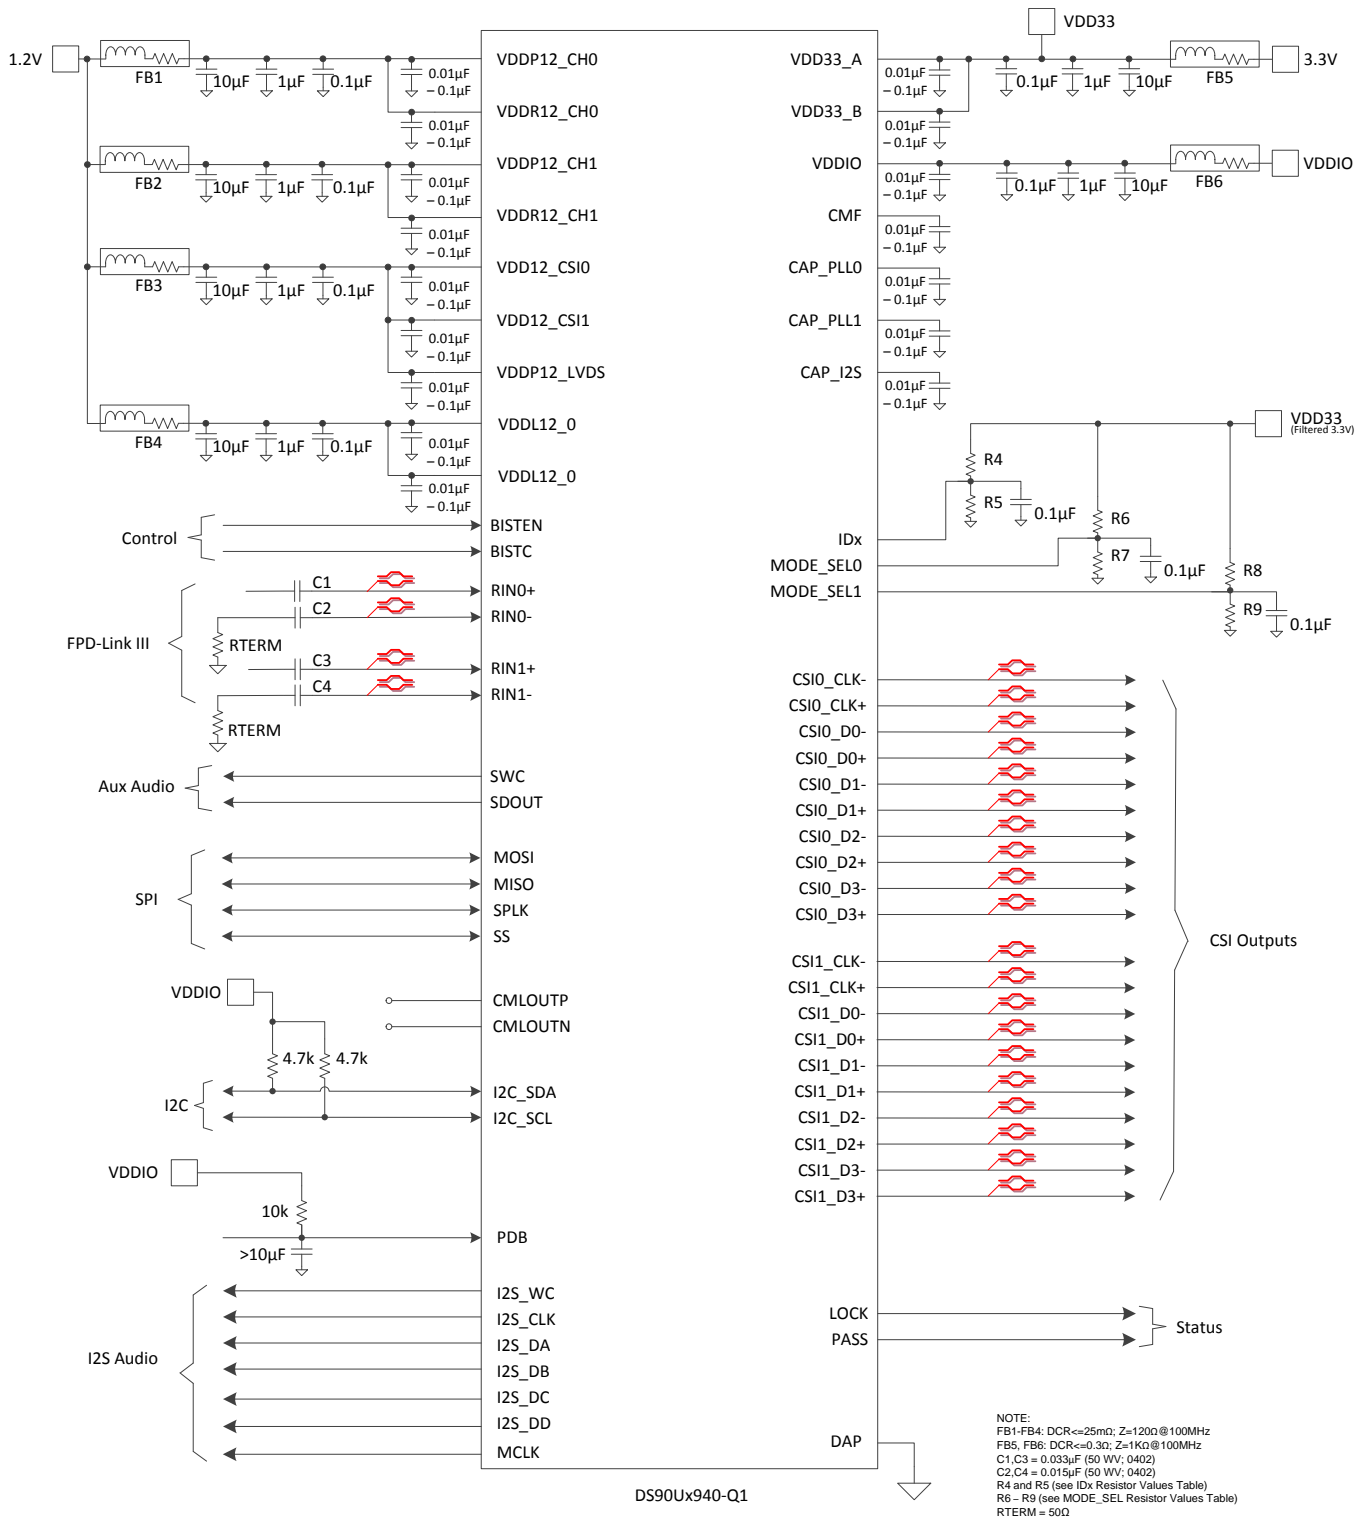 1.2V
FB1
10µF
1µF
0.1µF
0.01µF
– 0.1µF
VDDP12_CH0
0.01µF
– 0.1µF
VDDR12_CH0
FB2
10µF
1µF
0.1µF
0.01µF
– 0.1µF
VDDP12_CH1
0.01µF
– 0.1µF
VDDR12_CH1
FB3
10µF
1µF
0.1µF
0.01µF
– 0.1µF
VDD12_CSI0
0.01µF
– 0.1µF
VDD12_CSI1
0.01µF
– 0.1µF
VDDP12_LVDS
FB4
10µF
1µF
0.1µF
0.01µF
– 0.1µF
VDDL12_0
0.01µF
– 0.1µF
VDDL12_0
Control
BISTEN
BISTC
FPD-Link III
C1
RIN0+
C2
RIN0-
RTERM
C3
RIN1+
C4
RIN1-
RTERM
Aux Audio
SWC
SDOUT
SPI
MOSI
MISO
SPLK
SS
CMLOUTP
CMLOUTN
VDDIO
4.7k
4.7k
I2C
I2C_SDA
I2C_SCL
VDDIO
10k
>10µF
PDB
I2S Audio
I2S_WC
I2S_CLK
I2S_DA
I2S_DB
I2S_DC
I2S_DD
MCLK
VDD33
VDD33_A
0.01µF
– 0.1µF
0.1µF
1µF
10µF
FB5
3.3V
VDD33_B
0.01µF
– 0.1µF
VDDIO
0.01µF
– 0.1µF
0.1µF
1µF
10µF
FB6
VDDIO
CMF
0.01µF
– 0.1µF
CAP_PLL0
0.01µF
– 0.1µF
CAP_PLL1
0.01µF
– 0.1µF
CAP_I2S
0.01µF
– 0.1µF
VDD33
(Filtered 3.3V)
R4
R5
0.1µF
IDx
R6
R7
0.1µF
MODE_SEL0
R8
R9
0.1µF
MODE_SEL1
CSI0_CLK-
CSI0_CLK+
CSI0_D0-
CSI0_D0+
CSI0_D1-
CSI0_D1+
CSI0_D2-
CSI0_D2+
CSI0_D3-
CSI0_D3+
CSI1_CLK-
CSI1_CLK+
CSI1_D0-
CSI1_D0+
CSI1_D1-
CSI1_D1+
CSI1_D2-
CSI1_D2+
CSI1_D3-
CSI1_D3+
CSI Outputs
LOCK
PASS
Status
DAP
DS90Ux940-Q1
NOTE:
FB1-FB4: DCR<=25mΩ; Z=120Ω@100MHz
FB5, FB6: DCR<=0.3Ω; Z=1KΩ@100MHz
C1,C3 = 0.033µF (50 WV; 0402)
C2,C4 = 0.015µF (50 WV; 0402)
R4 and R5 (see IDx Resistor Values Table)
R6 – R9 (see MODE_SEL Resistor Values Table)
RTERM = 50Ω